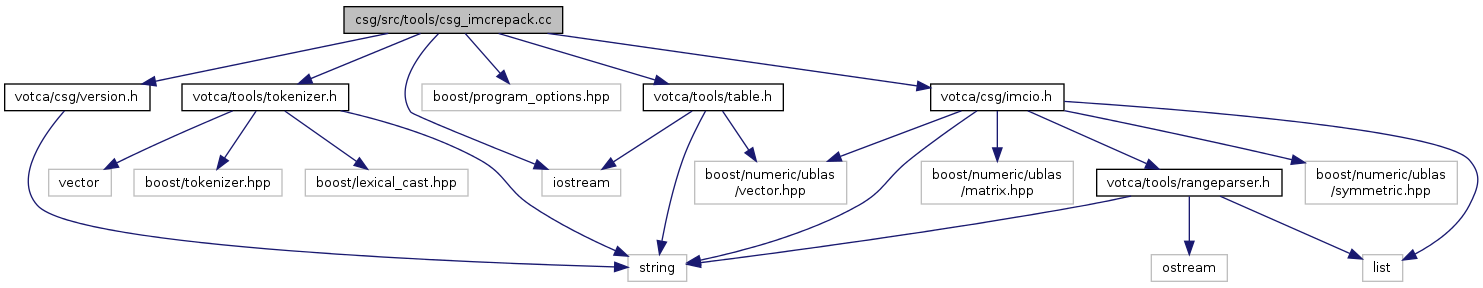 csg/src/tools/csg_imcrepack.cc
votca/csg/version.h
votca/tools/tokenizer.h
boost/program_options.hpp
votca/tools/table.h
votca/csg/imcio.h
vector
boost/tokenizer.hpp
boost/lexical_cast.hpp
iostream
boost/numeric/ublas
/vector.hpp
boost/numeric/ublas
/matrix.hpp
votca/tools/rangeparser.h
boost/numeric/ublas
/symmetric.hpp
string
ostream
list